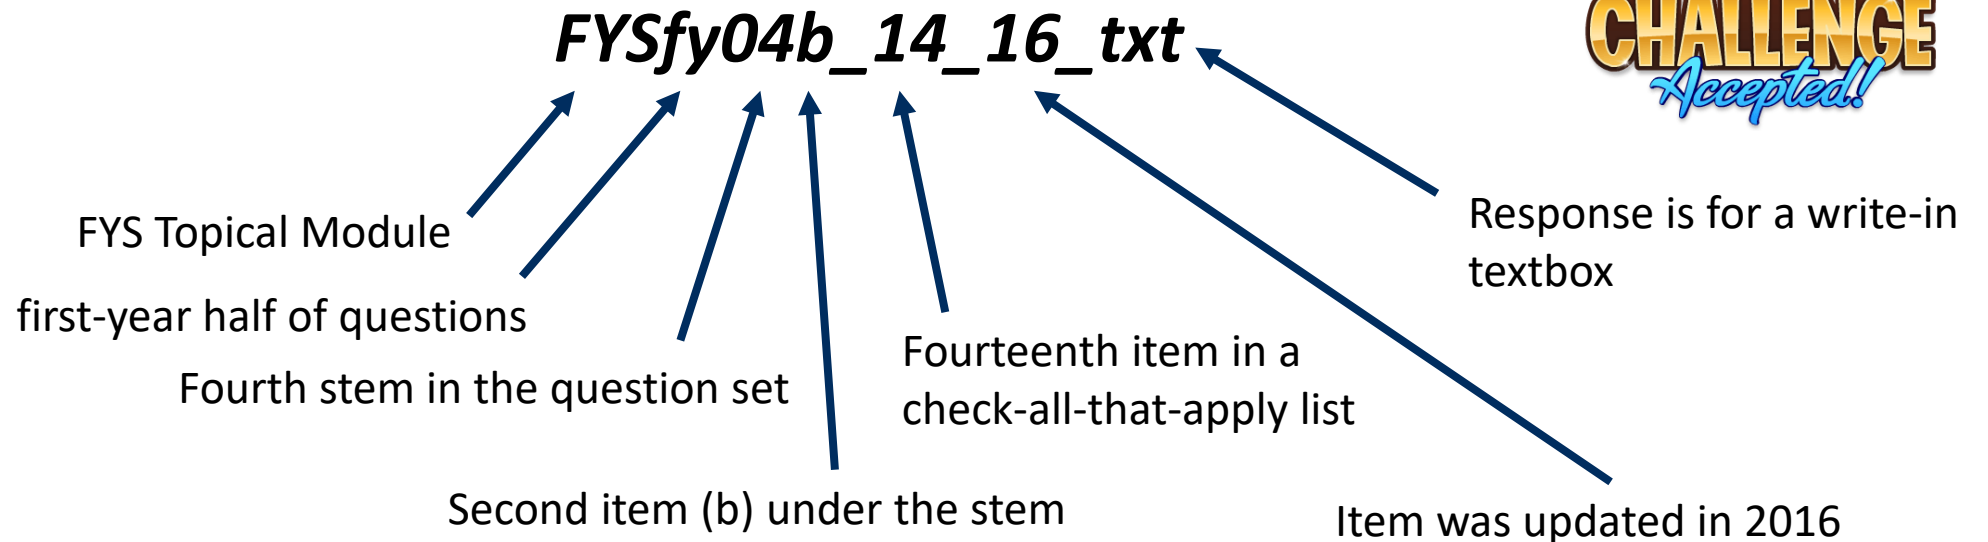 FYSfy04b_14_16_txt
CHALLENGE
Accepted!
FYS Topical Module
Response is for a write-in
textbox
first-year half of questions
Fourth stem in the question set
Fourteenth item in a
check-all-that-apply list
Second item (b) under the stem
Item was updated in 2016